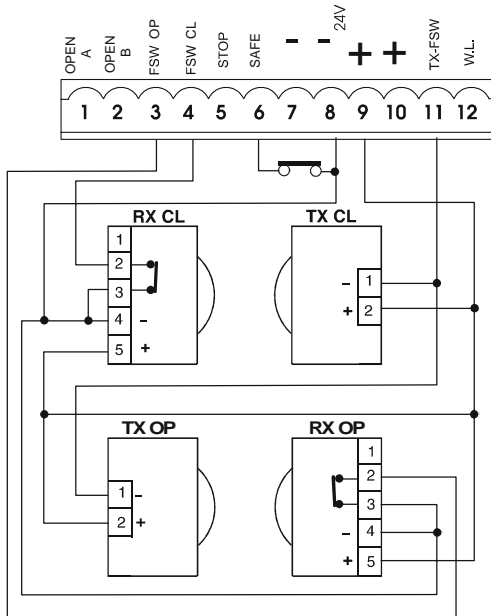 OPEN A
OPEN B
FSW OP
FSW CL
STOP
SAFE
-
-
24V
+
+
TX-FSW
W.L.
1 2 3 4 5 6 7 8 9 10 11 12
RX CL
1
2
3
4 -
5 +
TX CL
- 1
+ 2
TX OP
1 -
2 +
RX OP
1
2
3
- 4
+ 5